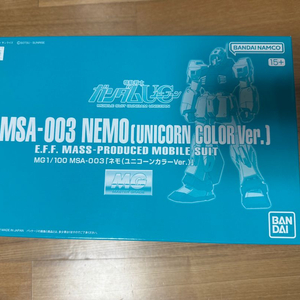 BANDAI NAMCO
15+
機動戦士
ガンダムUC
MSA-003 NEMO[UNICORN COLOR Ver.]
E.F.F. MASS-PRODUCED MOBILE SUIT
MG 1/100 MSA-003「ネモ(ユニコーンカラーVer.)」
MG
BAN
DAI